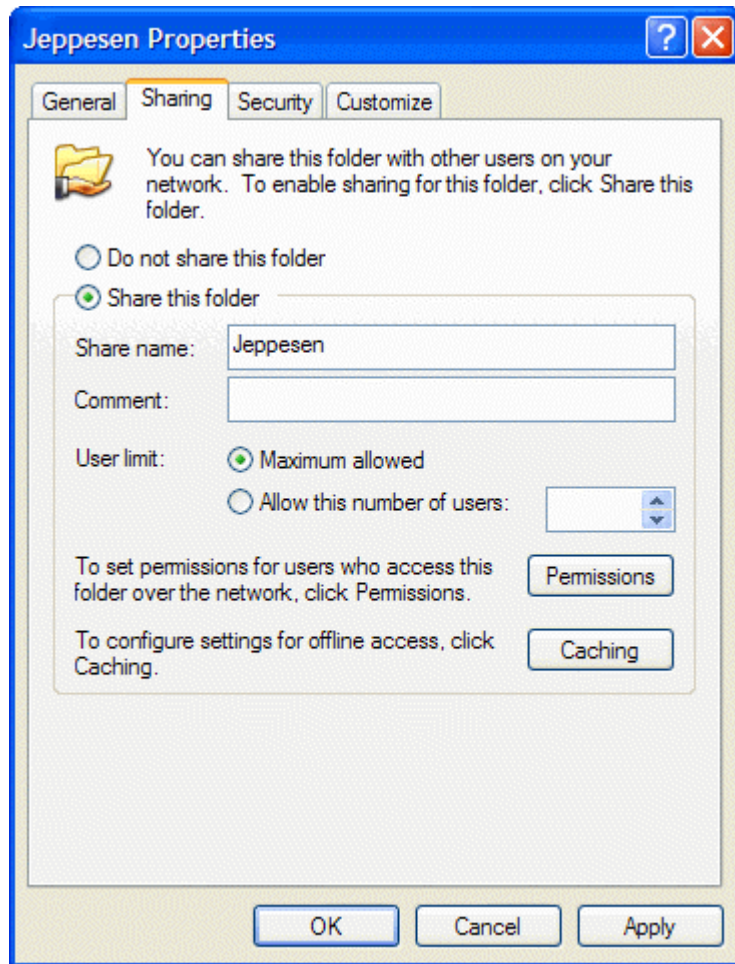 Jeppesen Properties
?
General Sharing Security Customize
You can share this folder with other users on your
network. To enable sharing for this folder, click Share this
folder.
Do not share this folder
Share this folder
Share name: Jeppesen
Comment:
User limit: Maximum allowed
Allow this number of users:
To set permissions for users who access this
folder over the network, click Permissions.
Permissions
To configure settings for offline access, click
Caching.
Caching
OK Cancel Apply